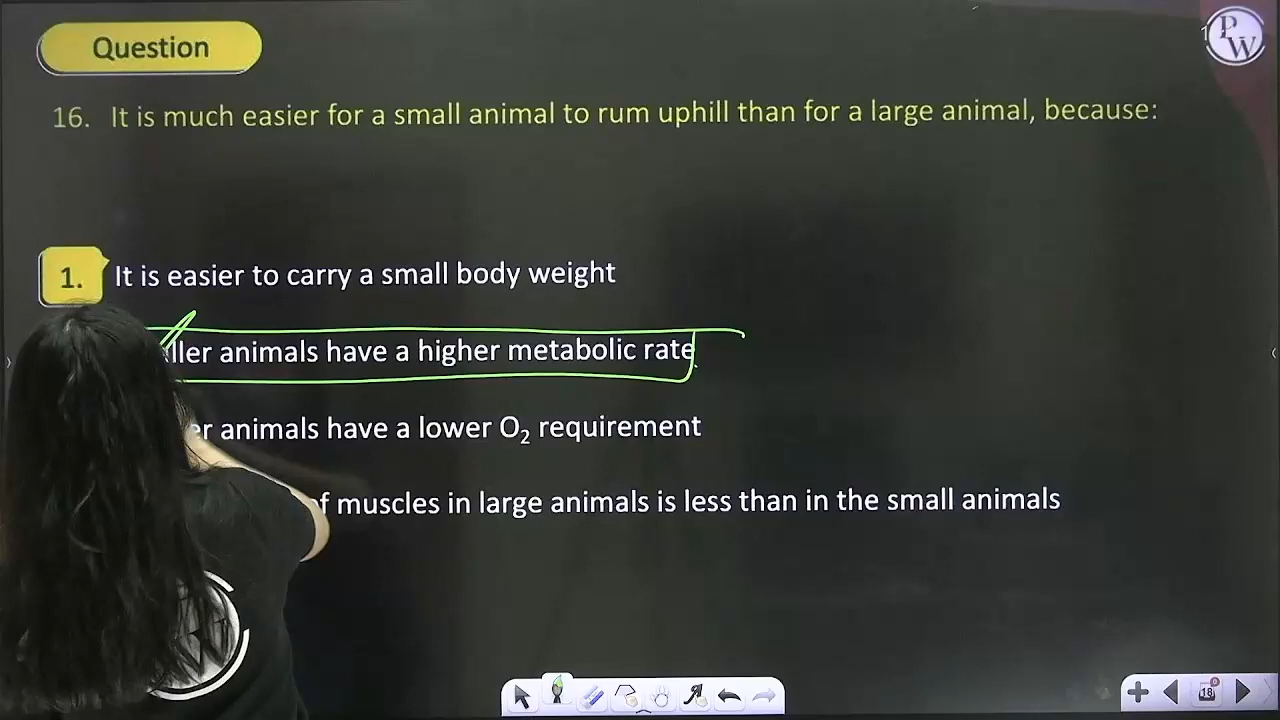 Question
PW
16. It is much easier for a small animal to rum uphill than for a large animal, because:
1. It is easier to carry a small body weight
animals have a higher metabolic rate
animals have a lower O₂ requirement
muscles in large animals is less than in the small animals
18